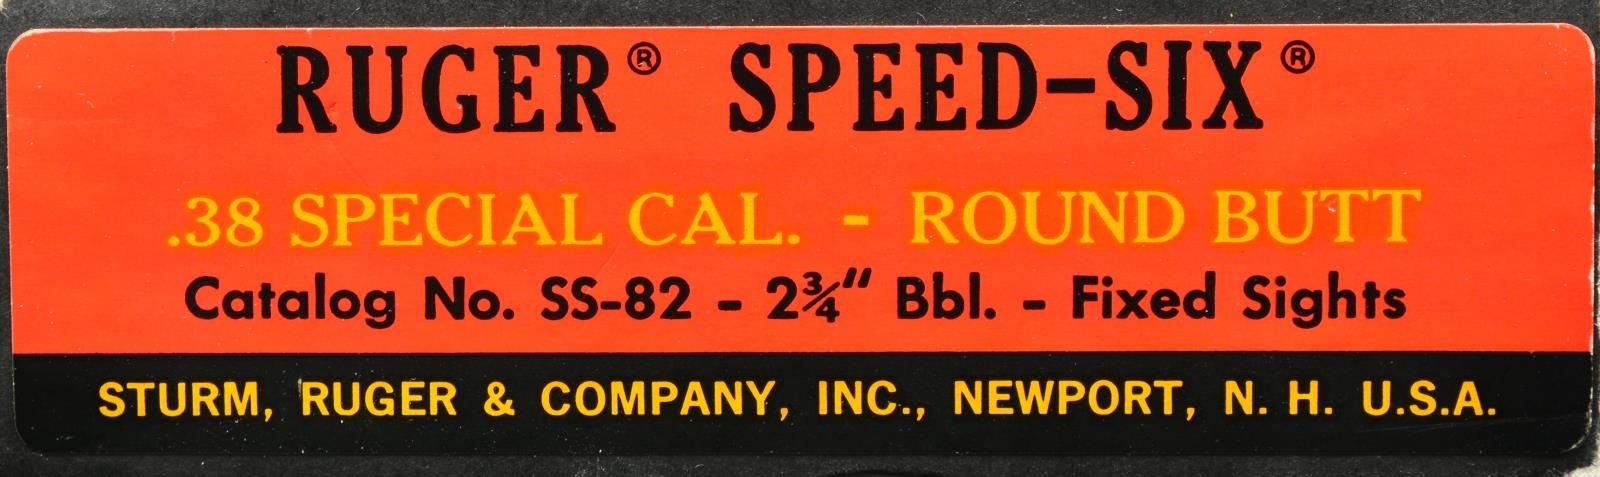 RUGER® SPEED-SIX®
.38 SPECIAL CAL. - ROUND BUTT
Catalog No. SS-82 - 2¾" Bbl. - Fixed Sights
STURM, RUGER & COMPANY, INC., NEWPORT, N. H. U.S.A.